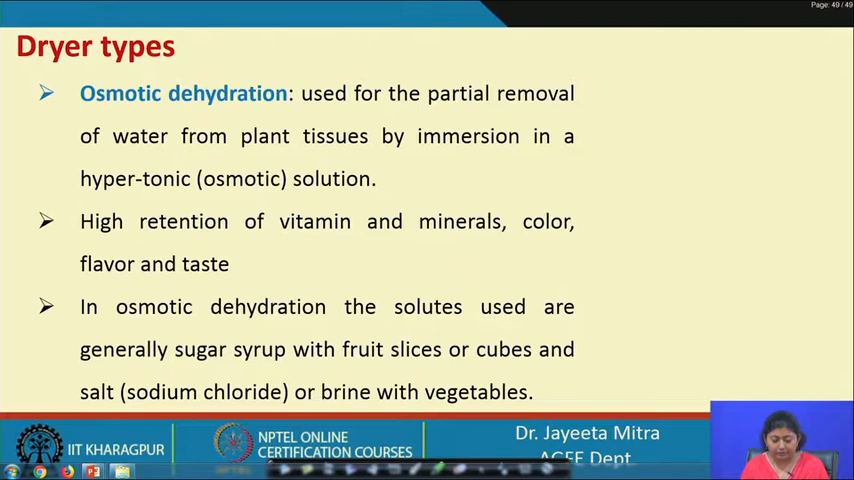 Page: 49 / 49
Dryer types
Osmotic dehydration: used for the partial removal
of water from plant tissues by immersion in a
hyper-tonic (osmotic) solution.
High retention of vitamin and minerals, color,
flavor and taste
In osmotic dehydration the solutes used are
generally sugar syrup with fruit slices or cubes and
salt (sodium chloride) or brine with vegetables.
IIT KHARAGPUR
NPTEL ONLINE
CERTIFICATION COURSES
Dr. Jayeeta Mitra
AGFE Dept.